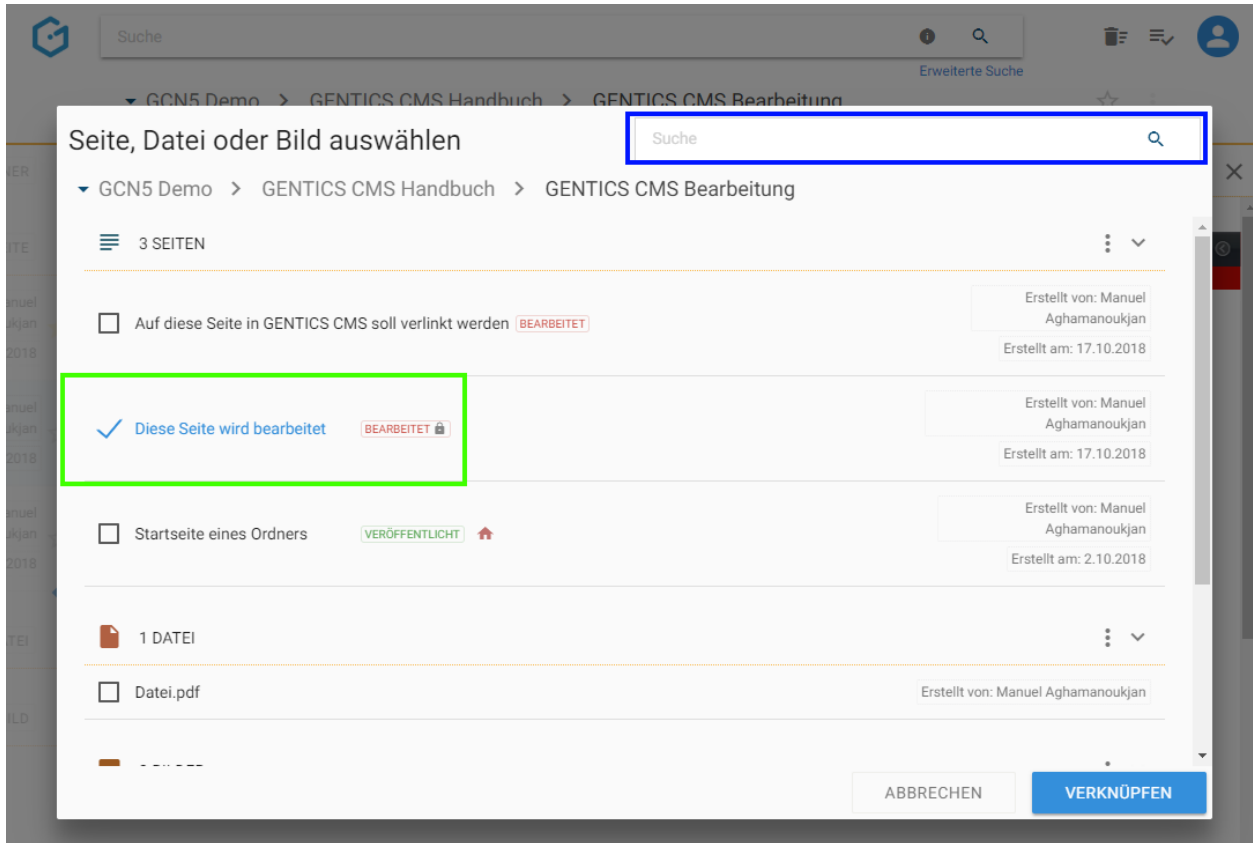 Suche
Erweiterte Suche
GCN5 Demo > GENTICS CMS Handbuch > GENTICS CMS Bearbeitung
Seite, Datei oder Bild auswählen
Suche
GCN5 Demo > GENTICS CMS Handbuch > GENTICS CMS Bearbeitung
3 SEITEN
Auf diese Seite in GENTICS CMS soll verlinkt werden BEARBEITET
Erstellt von: Manuel
Aghamanoukjan
Erstellt am: 17.10.2018
Diese Seite wird bearbeitet BEARBEITET
Erstellt von: Manuel
Aghamanoukjan
Erstellt am: 17.10.2018
Startseite eines Ordners VERÖFFENTLICHT
Erstellt von: Manuel
Aghamanoukjan
Erstellt am: 2.10.2018
1 DATEI
Datei.pdf
Erstellt von: Manuel Aghamanoukjan
ABBRECHEN
VERKNÜPFEN